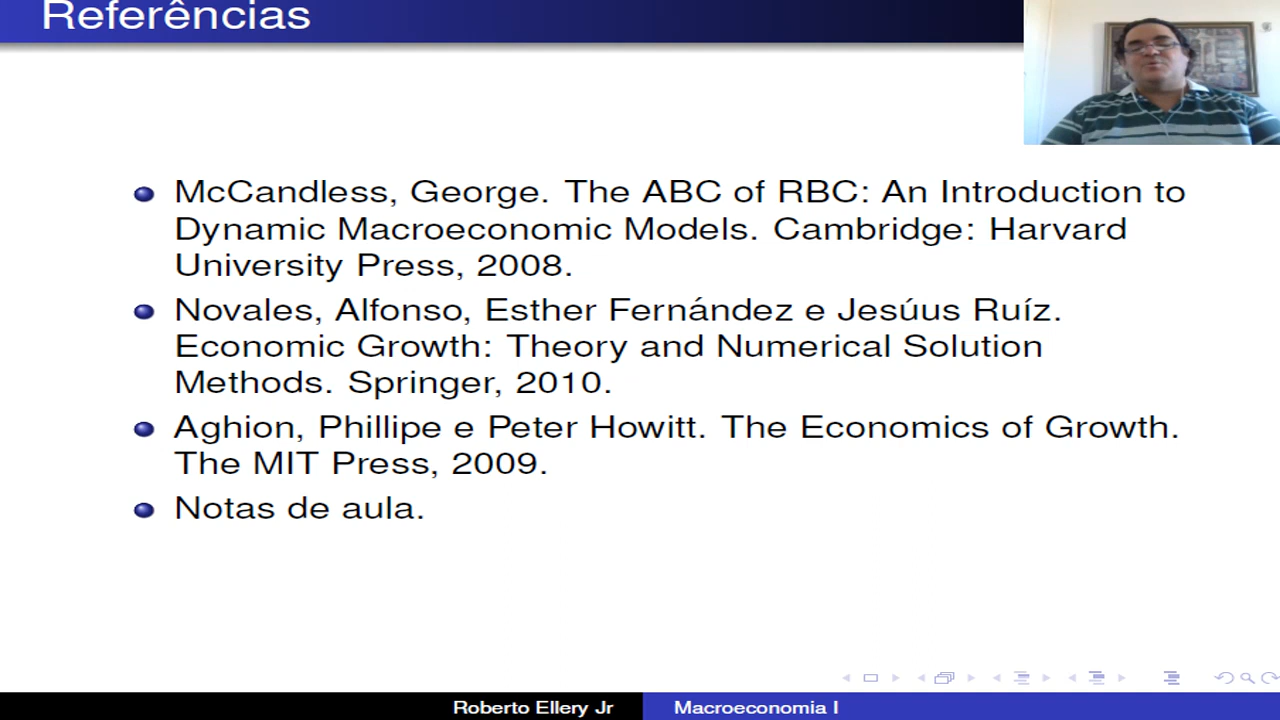 Referências
McCandless, George. The ABC of RBC: An Introduction to
Dynamic Macroeconomic Models. Cambridge: Harvard
University Press, 2008.
Novales, Alfonso, Esther Fernández e Jesúus Ruíz.
Economic Growth: Theory and Numerical Solution
Methods. Springer, 2010.
Aghion, Phillipe e Peter Howitt. The Economics of Growth.
The MIT Press, 2009.
Notas de aula.
Roberto Ellery Jr Macroeconomia I